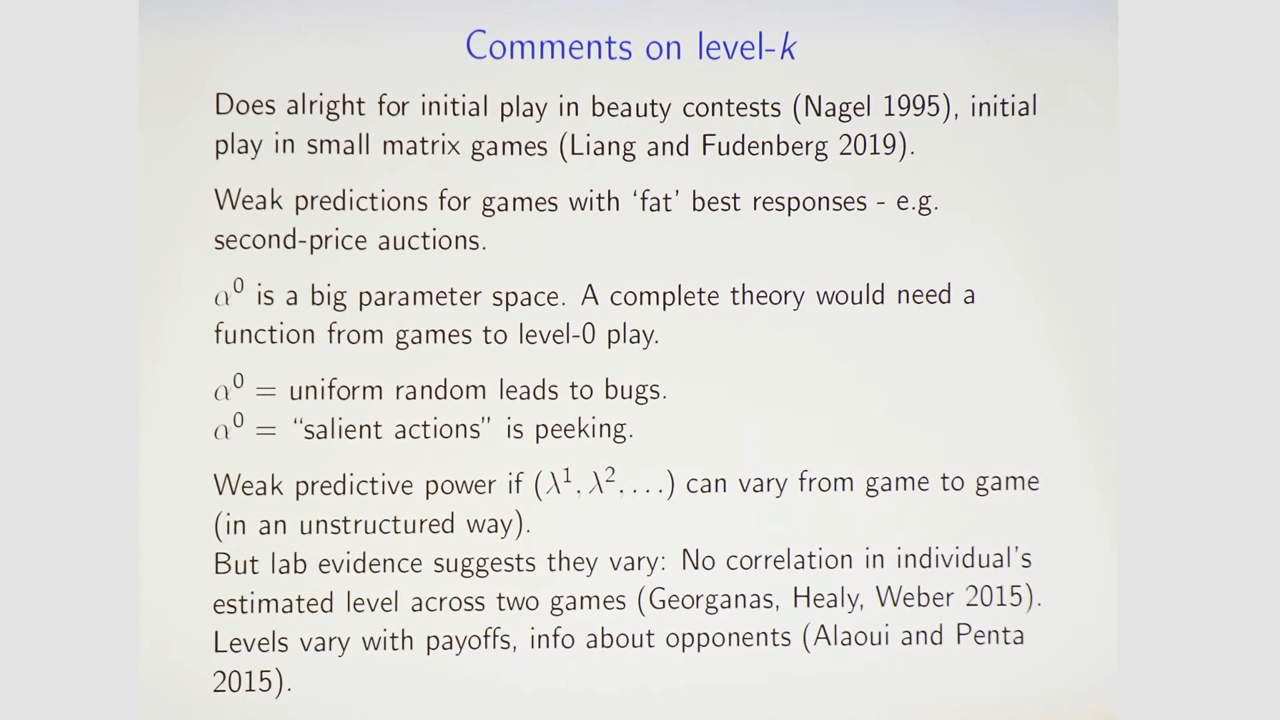 Comments on level-k
Does alright for initial play in beauty contests (Nagel 1995), initial
play in small matrix games (Liang and Fudenberg 2019).
Weak predictions for games with ‘fat’ best responses - e.g.
second-price auctions.
α⁰ is a big parameter space. A complete theory would need a
function from games to level-0 play.
α⁰ = uniform random leads to bugs.
α⁰ = “salient actions” is peeking.
Weak predictive power if (λ¹, λ², . . .) can vary from game to game
(in an unstructured way).
But lab evidence suggests they vary: No correlation in individual's
estimated level across two games (Georganas, Healy, Weber 2015).
Levels vary with payoffs, info about opponents (Alaoui and Penta
2015).